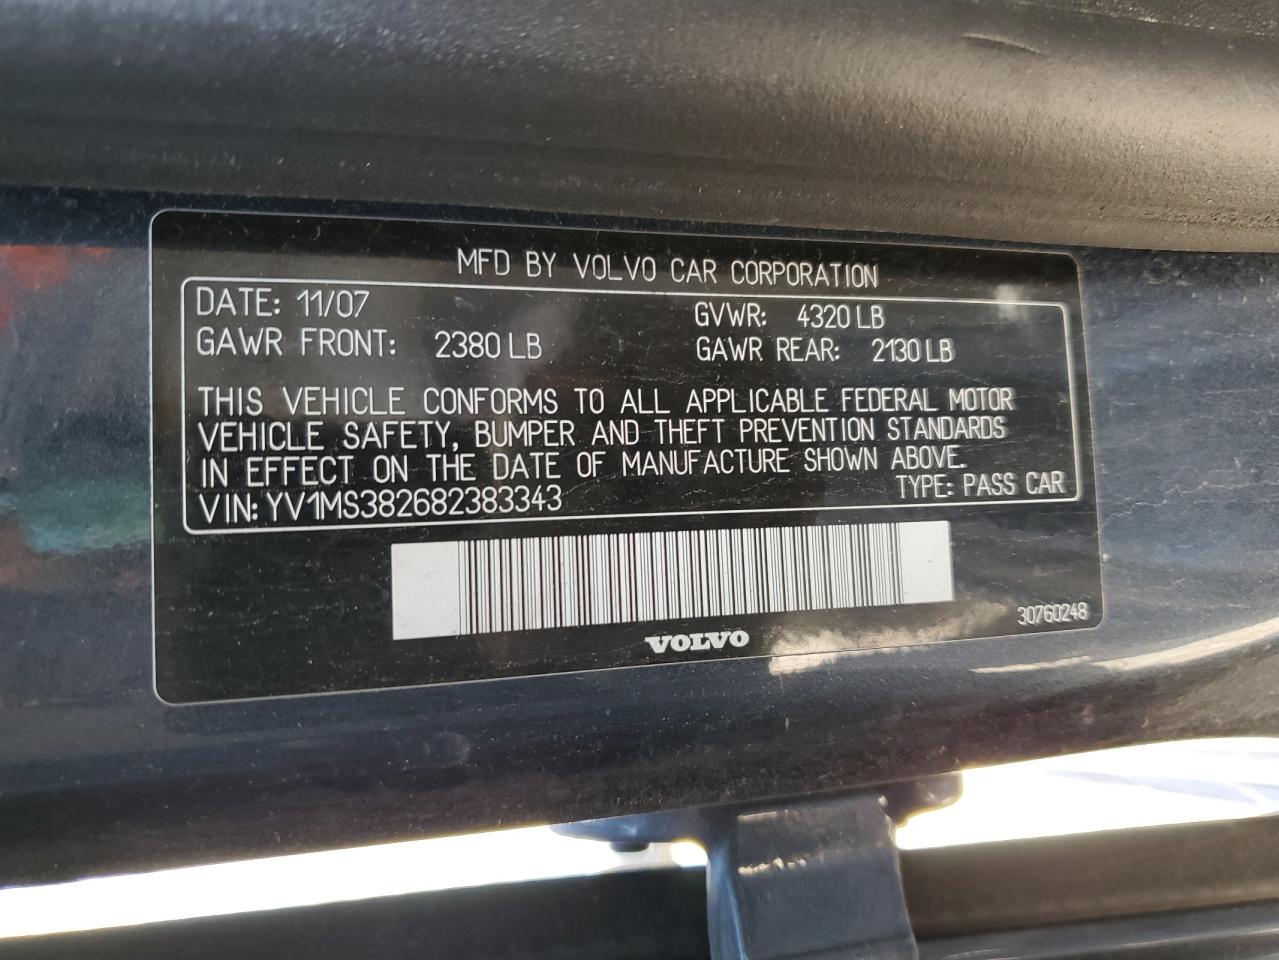 MFD BY VOLVO CAR CORPORATION
DATE: 11/07 GVWR: 4320 LB
GAWR FRONT: 2380 LB GAWR REAR: 2130 LB
THIS VEHICLE CONFORMS TO ALL APPLICABLE FEDERAL MOTOR
VEHICLE SAFETY, BUMPER AND THEFT PREVENTION STANDARDS
IN EFFECT ON THE DATE OF MANUFACTURE SHOWN ABOVE.
VIN: YV1MS382682383343 TYPE: PASS CAR
30760248
VOLVO